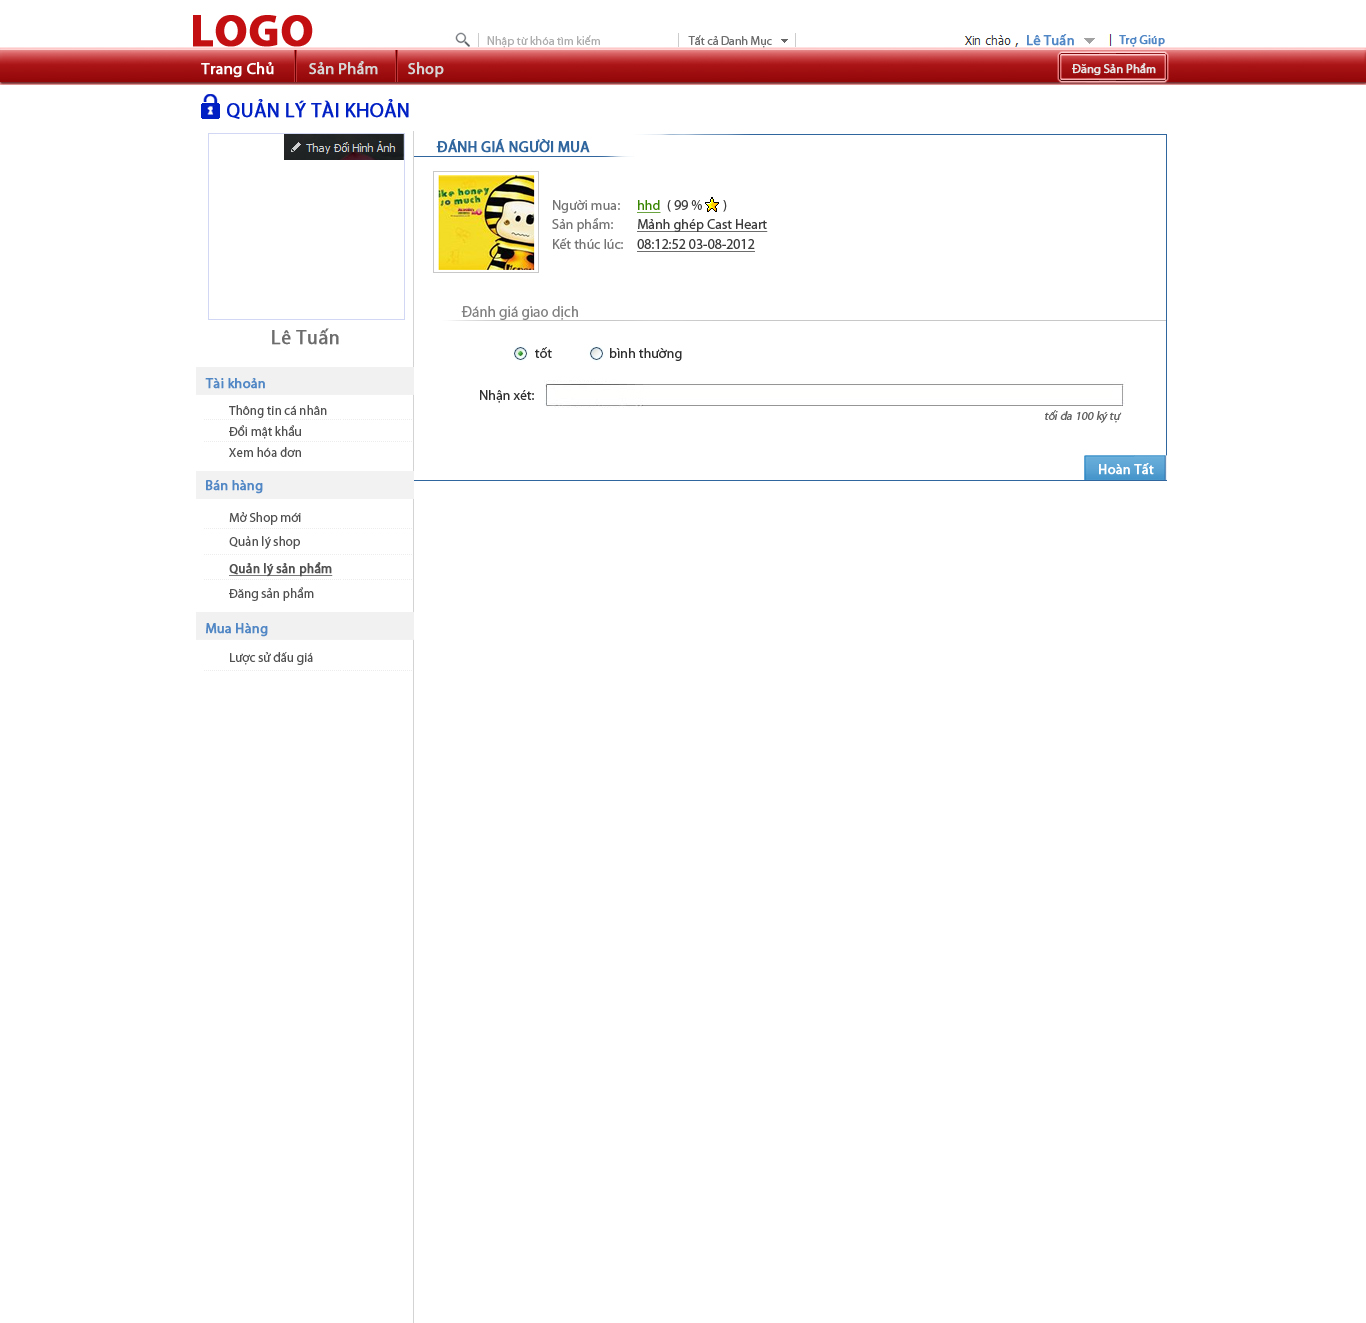 LOGO
Nhập từ khóa tìm kiếm
Tất cả Danh Mục
Xin chào , Lê Tuấn
Trợ Giúp
Trang Chủ
Sản Phẩm
Shop
Đăng Sản Phẩm
QUẢN LÝ TÀI KHOẢN
Thay Đổi Hình Ảnh
Lê Tuấn
Tài khoản
Thông tin cá nhân
Đổi mật khẩu
Xem hóa dơn
Bán hàng
Mở Shop mới
Quản lý shop
Quản lý sản phẩm
Đăng sản phẩm
Mua Hàng
Lược sử đấu giá
ĐÁNH GIÁ NGƯỜI MUA
ike honey
so much
Người mua: hhd ( 99 % )
Sản phẩm: Mảnh ghép Cast Heart
Kết thúc lúc: 08:12:52 03-08-2012
Đánh giá giao dịch
tốt
bình thường
Nhận xét:
tối đa 100 ký tự
Hoàn Tất